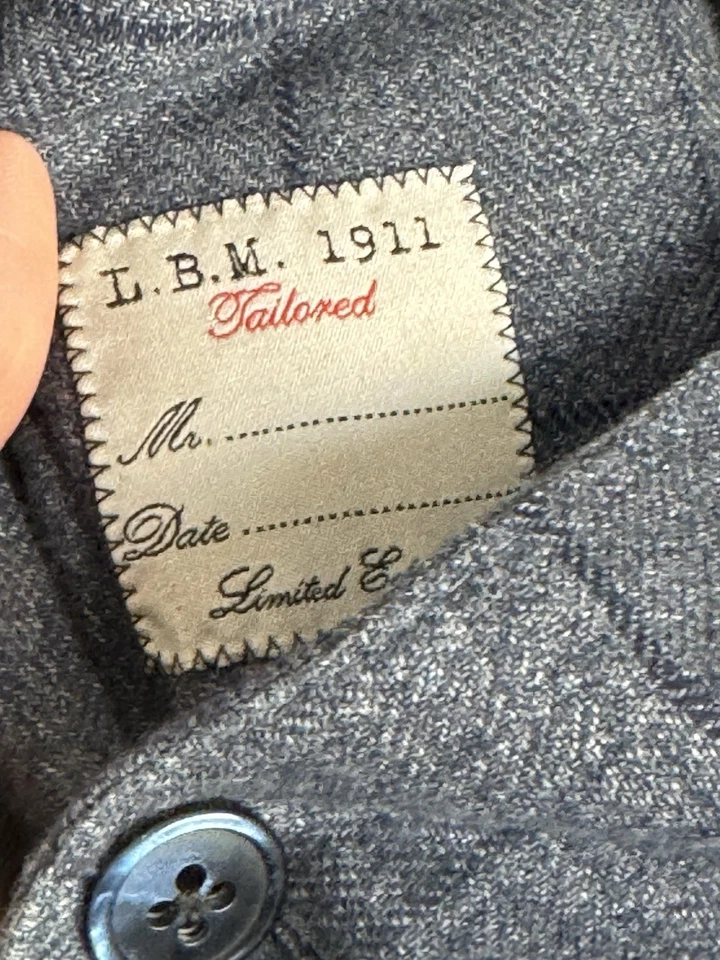 L.B.M. 1911
Tailored
Mr. ..............................
Date ..............................
Limited